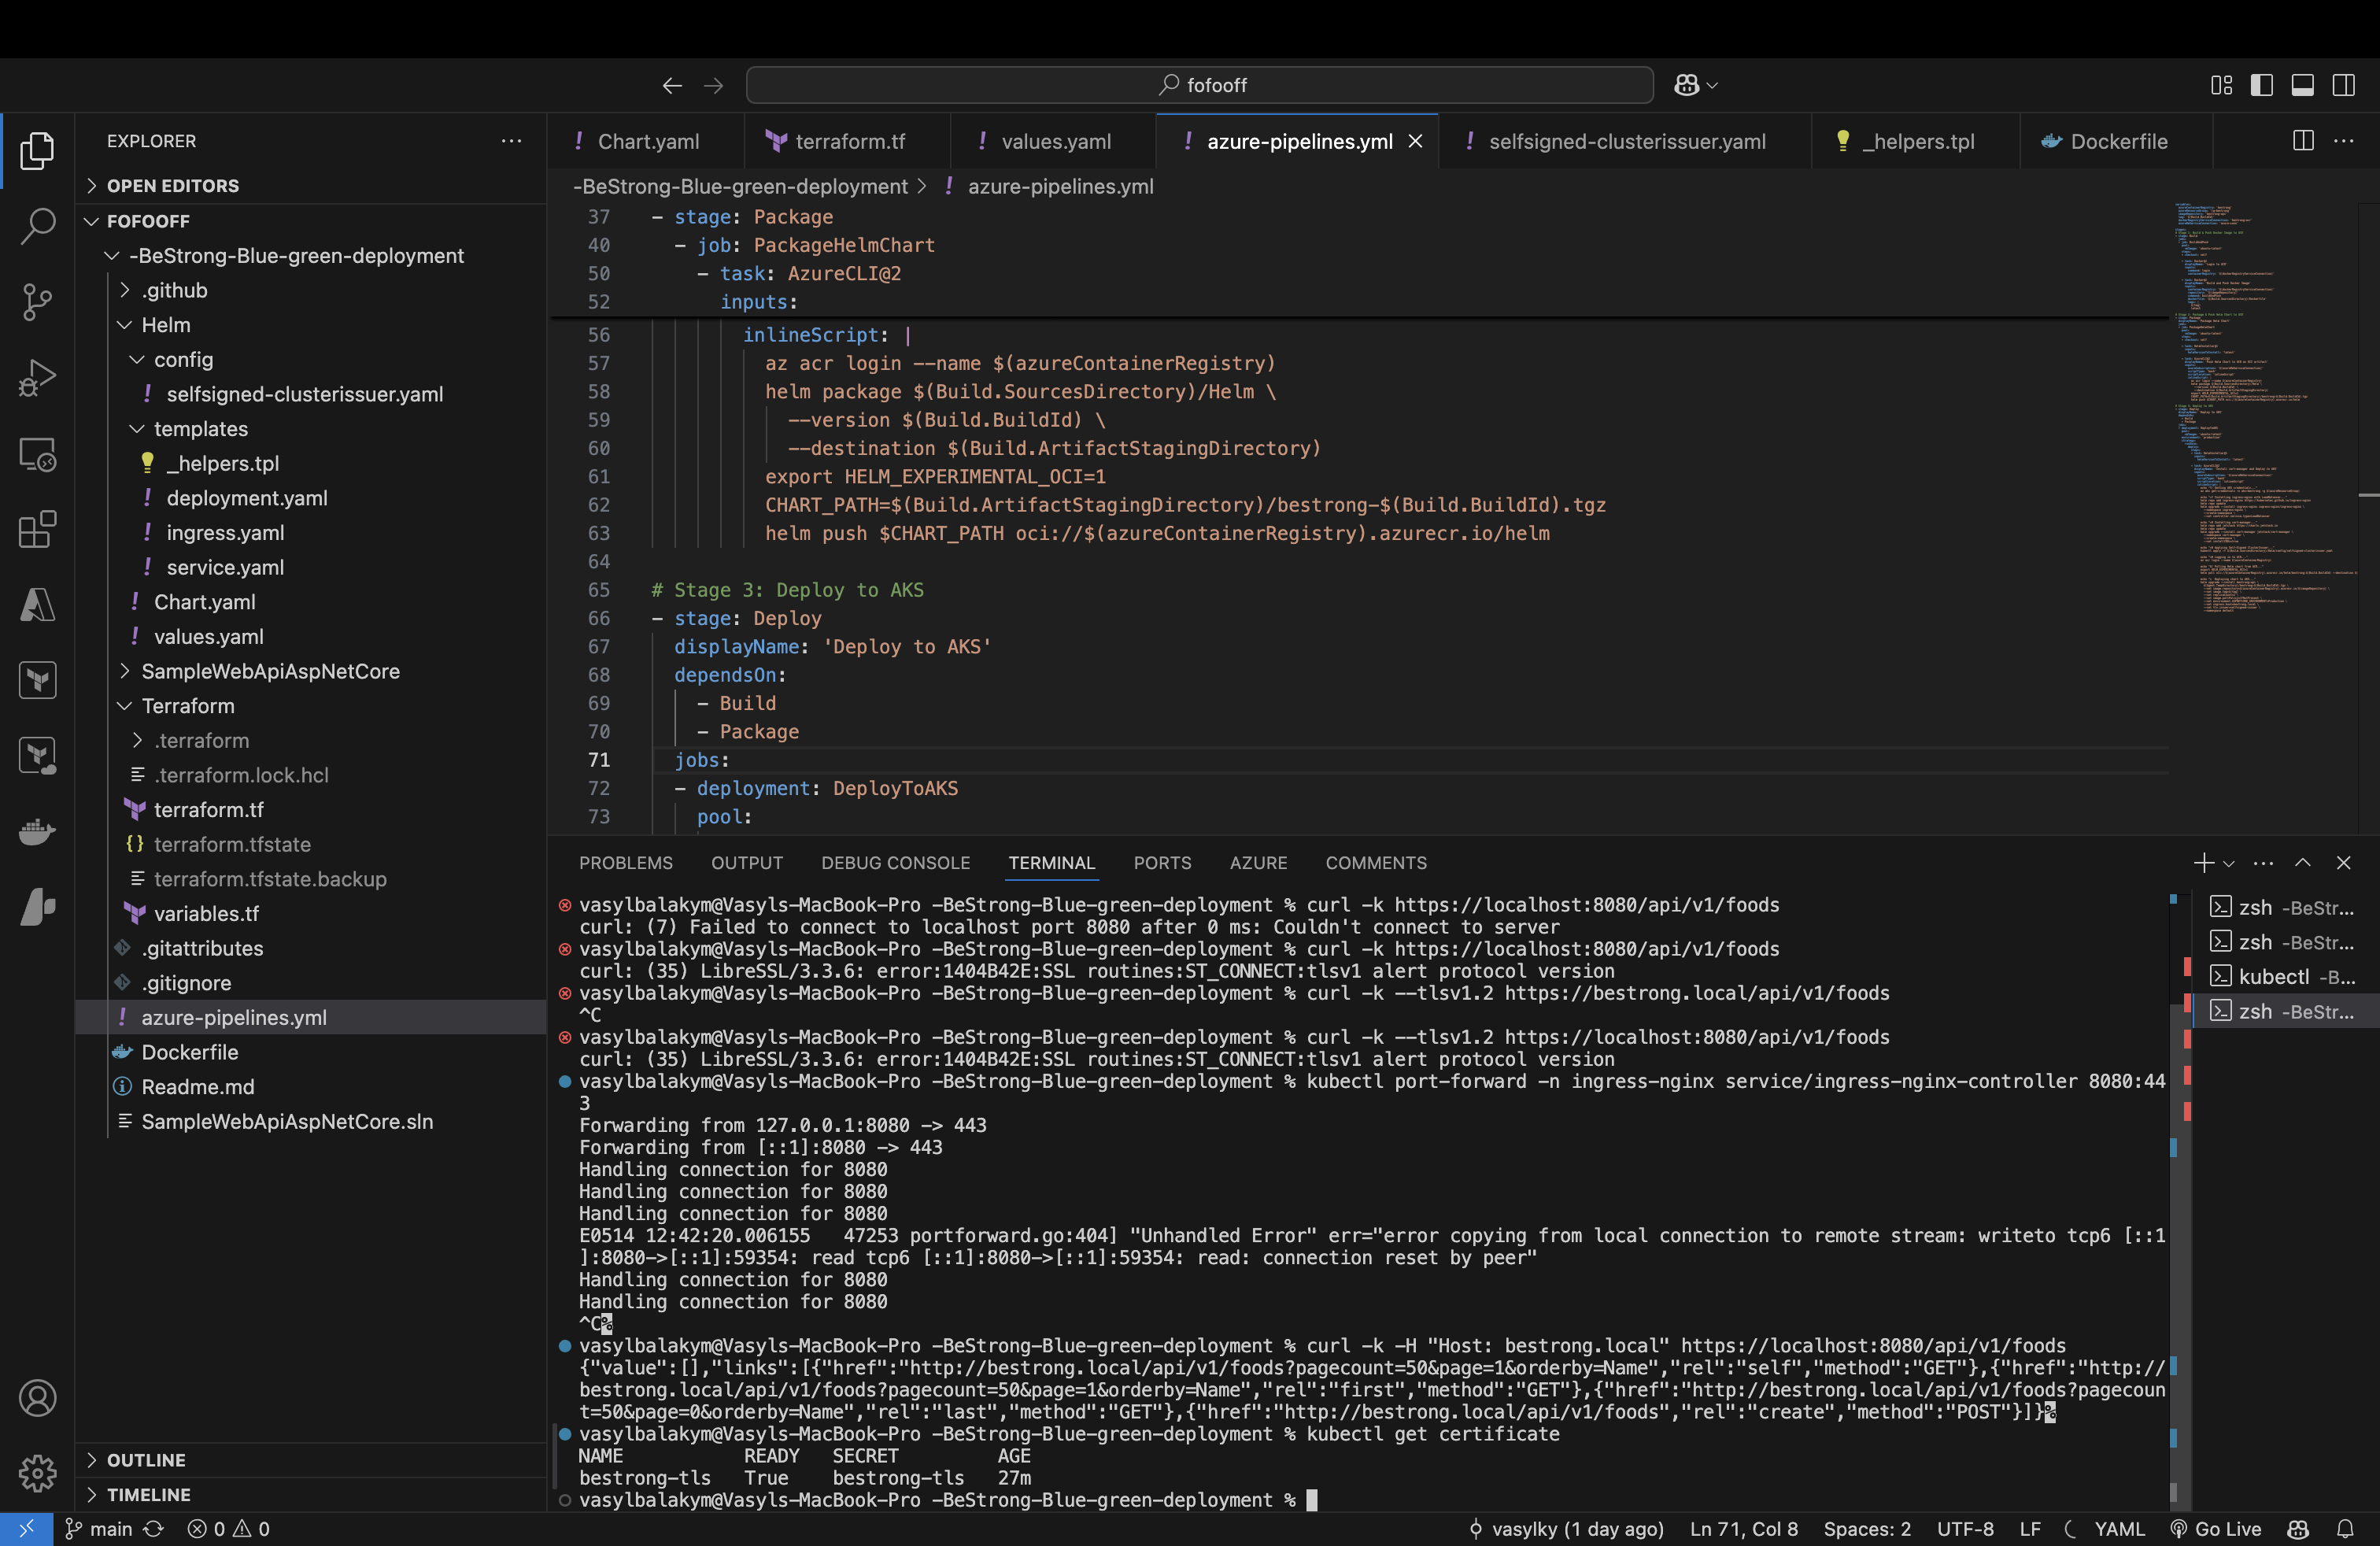 fofooff
EXPLORER
OPEN EDITORS
FOFOOFF
-BeStrong-Blue-green-deployment
.github
Helm
config
selfsigned-clusterissuer.yaml
templates
_helpers.tpl
deployment.yaml
ingress.yaml
service.yaml
Chart.yaml
values.yaml
SampleWebApiAspNetCore
Terraform
.terraform
.terraform.lock.hcl
terraform.tf
terraform.tfstate
terraform.tfstate.backup
variables.tf
.gitattributes
.gitignore
azure-pipelines.yml
Dockerfile
Readme.md
SampleWebApiAspNetCore.sln
OUTLINE
TIMELINE
Chart.yaml terraform.tf values.yaml azure-pipelines.yml selfsigned-clusterissuer.yaml _helpers.tpl Dockerfile
-BeStrong-Blue-green-deployment > azure-pipelines.yml
37 - stage: Package
40 - job: PackageHelmChart
50 - task: AzureCLI@2
52 inputs:
56 inlineScript: |
57 az acr login --name $(azureContainerRegistry)
58 helm package $(Build.SourcesDirectory)/Helm \
59 --version $(Build.BuildId) \
60 --destination $(Build.ArtifactStagingDirectory)
61 export HELM_EXPERIMENTAL_OCI=1
62 CHART_PATH=$(Build.ArtifactStagingDirectory)/bestrong-$(Build.BuildId).tgz
63 helm push $CHART_PATH oci://$(azureContainerRegistry).azurecr.io/helm
64
65 # Stage 3: Deploy to AKS
66 - stage: Deploy
67 displayName: 'Deploy to AKS'
68 dependsOn:
69 - Build
70 - Package
71 jobs:
72 - deployment: DeployToAKS
73 pool:
PROBLEMS OUTPUT DEBUG CONSOLE TERMINAL PORTS AZURE COMMENTS
vasylbalakym@Vasyls-MacBook-Pro -BeStrong-Blue-green-deployment % curl -k https://localhost:8080/api/v1/foods
curl: (7) Failed to connect to localhost port 8080 after 0 ms: Couldn't connect to server
vasylbalakym@Vasyls-MacBook-Pro -BeStrong-Blue-green-deployment % curl -k https://localhost:8080/api/v1/foods
curl: (35) LibreSSL/3.3.6: error:1404B42E:SSL routines:ST_CONNECT:tlsv1 alert protocol version
vasylbalakym@Vasyls-MacBook-Pro -BeStrong-Blue-green-deployment % curl -k --tlsv1.2 https://bestrong.local/api/v1/foods
^C
vasylbalakym@Vasyls-MacBook-Pro -BeStrong-Blue-green-deployment % curl -k --tlsv1.2 https://localhost:8080/api/v1/foods
curl: (35) LibreSSL/3.3.6: error:1404B42E:SSL routines:ST_CONNECT:tlsv1 alert protocol version
vasylbalakym@Vasyls-MacBook-Pro -BeStrong-Blue-green-deployment % kubectl port-forward -n ingress-nginx service/ingress-nginx-controller 8080:44
3
Forwarding from 127.0.0.1:8080 -> 443
Forwarding from [::1]:8080 -> 443
Handling connection for 8080
Handling connection for 8080
Handling connection for 8080
E0514 12:42:20.006155   47253 portforward.go:404] "Unhandled Error" err="error copying from local connection to remote stream: writeto tcp6 [::1
]:8080->[::1]:59354: read tcp6 [::1]:8080->[::1]:59354: read: connection reset by peer"
Handling connection for 8080
Handling connection for 8080
^C%
vasylbalakym@Vasyls-MacBook-Pro -BeStrong-Blue-green-deployment % curl -k -H "Host: bestrong.local" https://localhost:8080/api/v1/foods
{"value":[],"links":[{"href":"http://bestrong.local/api/v1/foods?pagecount=50&page=1&orderby=Name","rel":"self","method":"GET"},{"href":"http://
bestrong.local/api/v1/foods?pagecount=50&page=1&orderby=Name","rel":"first","method":"GET"},{"href":"http://bestrong.local/api/v1/foods?pagecoun
t=50&page=0&orderby=Name","rel":"last","method":"GET"},{"href":"http://bestrong.local/api/v1/foods","rel":"create","method":"POST"}]}%
vasylbalakym@Vasyls-MacBook-Pro -BeStrong-Blue-green-deployment % kubectl get certificate
NAME READY SECRET AGE
bestrong-tls True bestrong-tls 27m
vasylbalakym@Vasyls-MacBook-Pro -BeStrong-Blue-green-deployment %
zsh -BeStr...
zsh -BeStr...
kubectl -B...
zsh -BeStr...
main 0 0 vasylky (1 day ago) Ln 71, Col 8 Spaces: 2 UTF-8 LF YAML Go Live